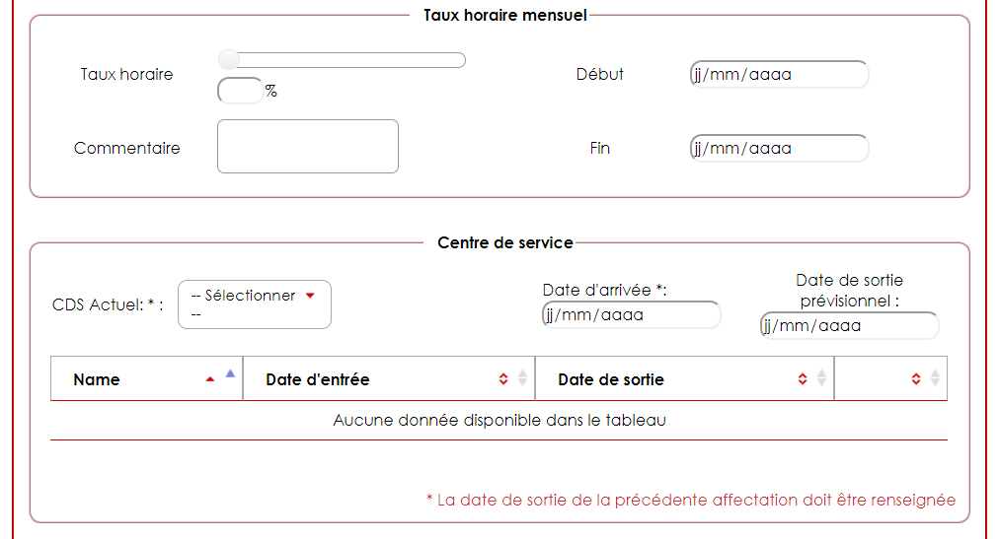 Taux horaire mensuel
Taux horaire
%
Début
jj/mm/aaaa
Commentaire
Fin
jj/mm/aaaa
Centre de service
CDS Actuel: * :
-- Sélectionner
--
Date d'arrivée *:
jj/mm/aaaa
Date de sortie
prévisionnel :
jj/mm/aaaa
Name
Date d'entrée
Date de sortie
Aucune donnée disponible dans le tableau
* La date de sortie de la précédente affectation doit être renseignée